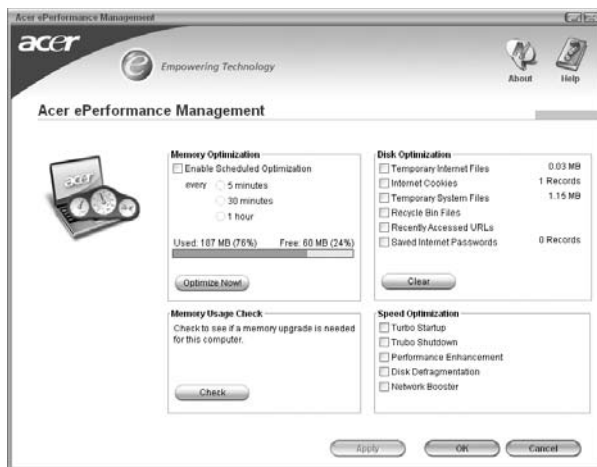 Acer ePerformance Management
acer
e Empowering Technology
About
Help
Acer ePerformance Management
acer
Memory Optimization
Enable Scheduled Optimization
every
5 minutes
30 minutes
1 hour
Used: 187 MB (76%) Free: 60 MB (24%)
Optimize Now!
Disk Optimization
Temporary Internet Files 0.03 MB
Internet Cookies 1 Records
Temporary System Files 1.15 MB
Recycle Bin Files
Recently Accessed URLs
Saved Internet Passwords 0 Records
Clear
Memory Usage Check
Check to see if a memory upgrade is needed
for this computer.
Check
Speed Optimization
Turbo Startup
Trubo Shutdown
Performance Enhancement
Disk Defragmentation
Network Booster
Apply
OK
Cancel